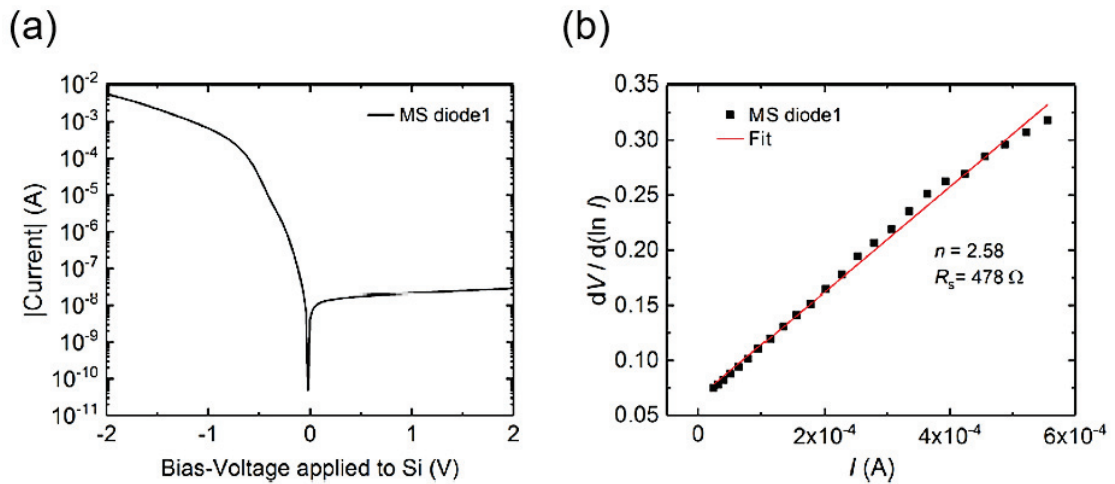 (a)
(b)
10⁻²
10⁻³
10⁻⁴
10⁻⁵
10⁻⁶
10⁻⁷
10⁻⁸
10⁻⁹
10⁻¹⁰
10⁻¹¹
|Current| (A)
MS diode1
-2
-1
0
1
2
Bias-Voltage applied to Si (V)
0.35
0.30
0.25
0.20
0.15
0.10
0.05
dV / d(ln I)
MS diode1
Fit
n = 2.58
Rₛ= 478 Ω
0
2x10⁻⁴
4x10⁻⁴
6x10⁻⁴
I (A)